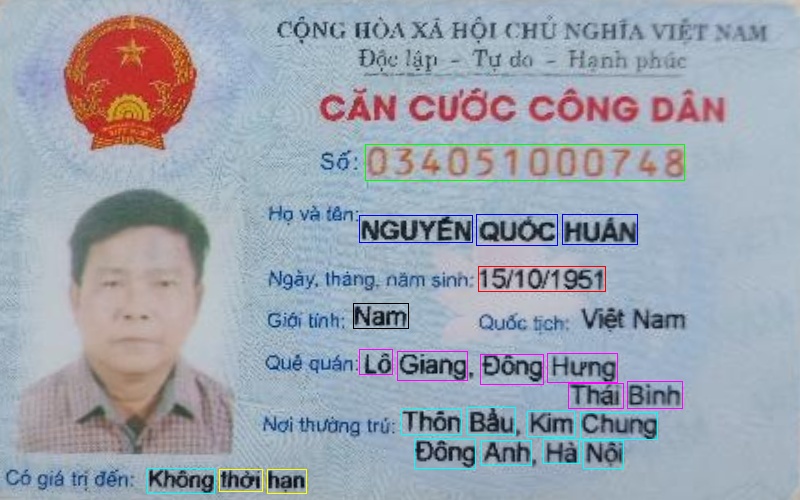 CỘNG HÒA XÃ HỘI CHỦ NGHĨA VIỆT NAM
Độc lập - Tự do - Hạnh phúc
CĂN CƯỚC CÔNG DÂN
Số: 034051000748
Họ và tên:
NGUYỄN QUỐC HUÁN
Ngày, tháng, năm sinh: 15/10/1951
Giới tính: Nam Quốc tịch: Việt Nam
Quê quán: Lô Giang, Đông Hưng
Thái Bình
Nơi thường trú: Thôn Bầu, Kim Chung
Đông Anh, Hà Nội
Có giá trị đến: Không thời hạn